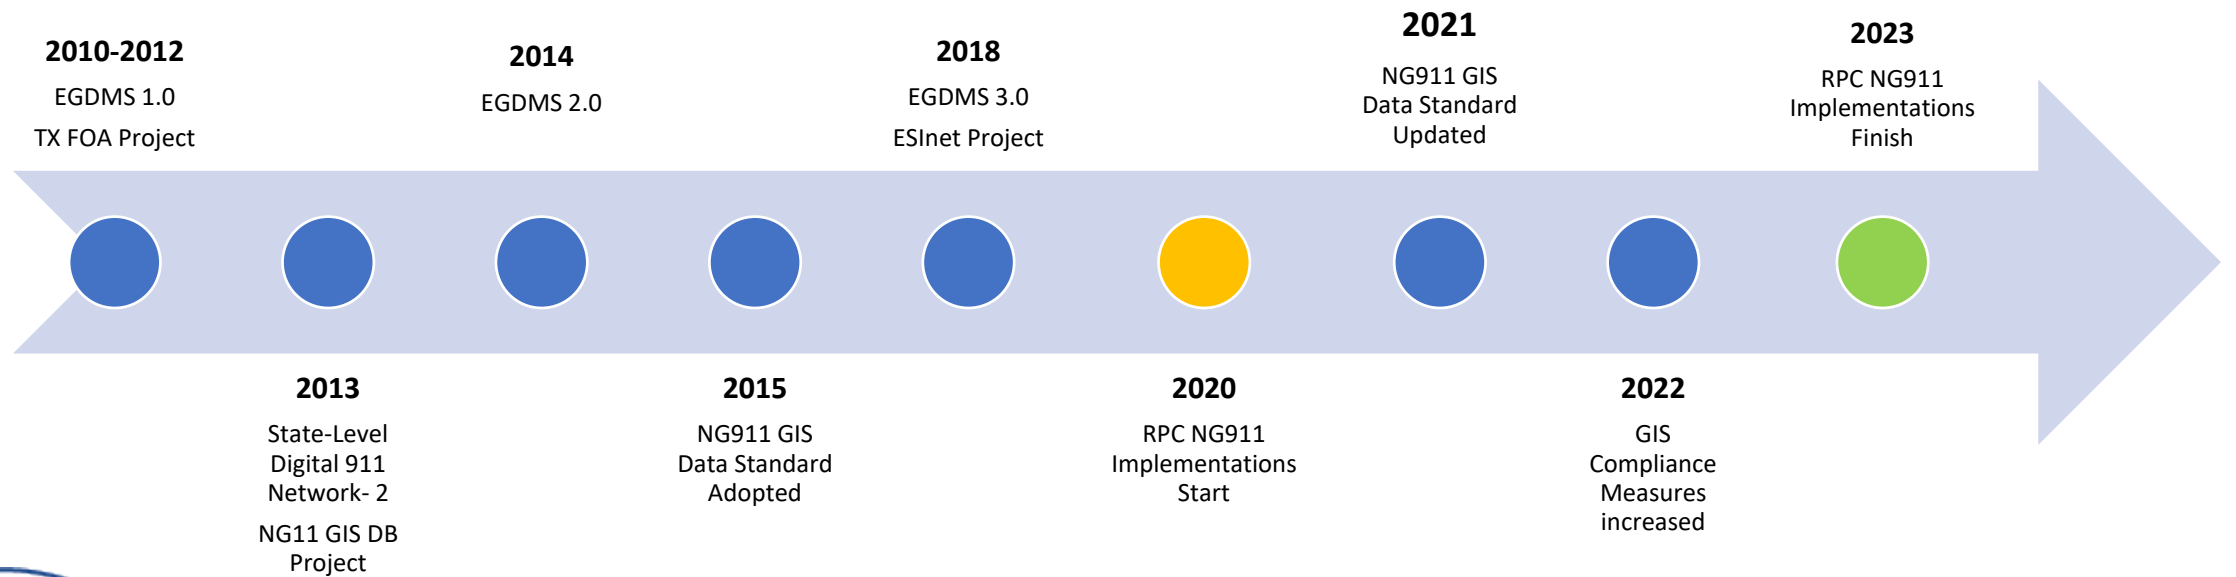 2010-2012
EGDMS 1.0
TX FOA Project
2013
State-Level
Digital 911
Network- 2
NG11 GIS DB
Project
2014
EGDMS 2.0
2015
NG911 GIS
Data Standard
Adopted
2018
EGDMS 3.0
ESInet Project
2020
RPC NG911
Implementations
Start
2021
NG911 GIS
Data Standard
Updated
2022
GIS
Compliance
Measures
increased
2023
RPC NG911
Implementations
Finish